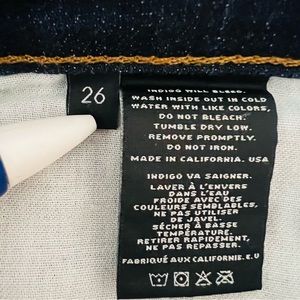 26
INDIGO WILL BLEED.
WASH INSIDE OUT IN COLD
WATER WITH LIKE COLORS,
DO NOT BLEACH.
TUMBLE DRY LOW.
REMOVE PROMPTLY.
DO NOT IRON.
MADE IN CALIFORNIA. USA
INDIGO VA SAIGNER.
LAVER À L'ENVERS
DANS L'EAU
FROIDE AVEC DES
COULEURS SEMBLABLES,
NE PAS UTILISER
DE JAVEL.
SÉCHER À BASSE
TEMPÉRATURE.
RETIRER RAPIDEMENT,
NE PAS REPASSER.
FABRIQUÉ AUX CALIFORNIE. E.U